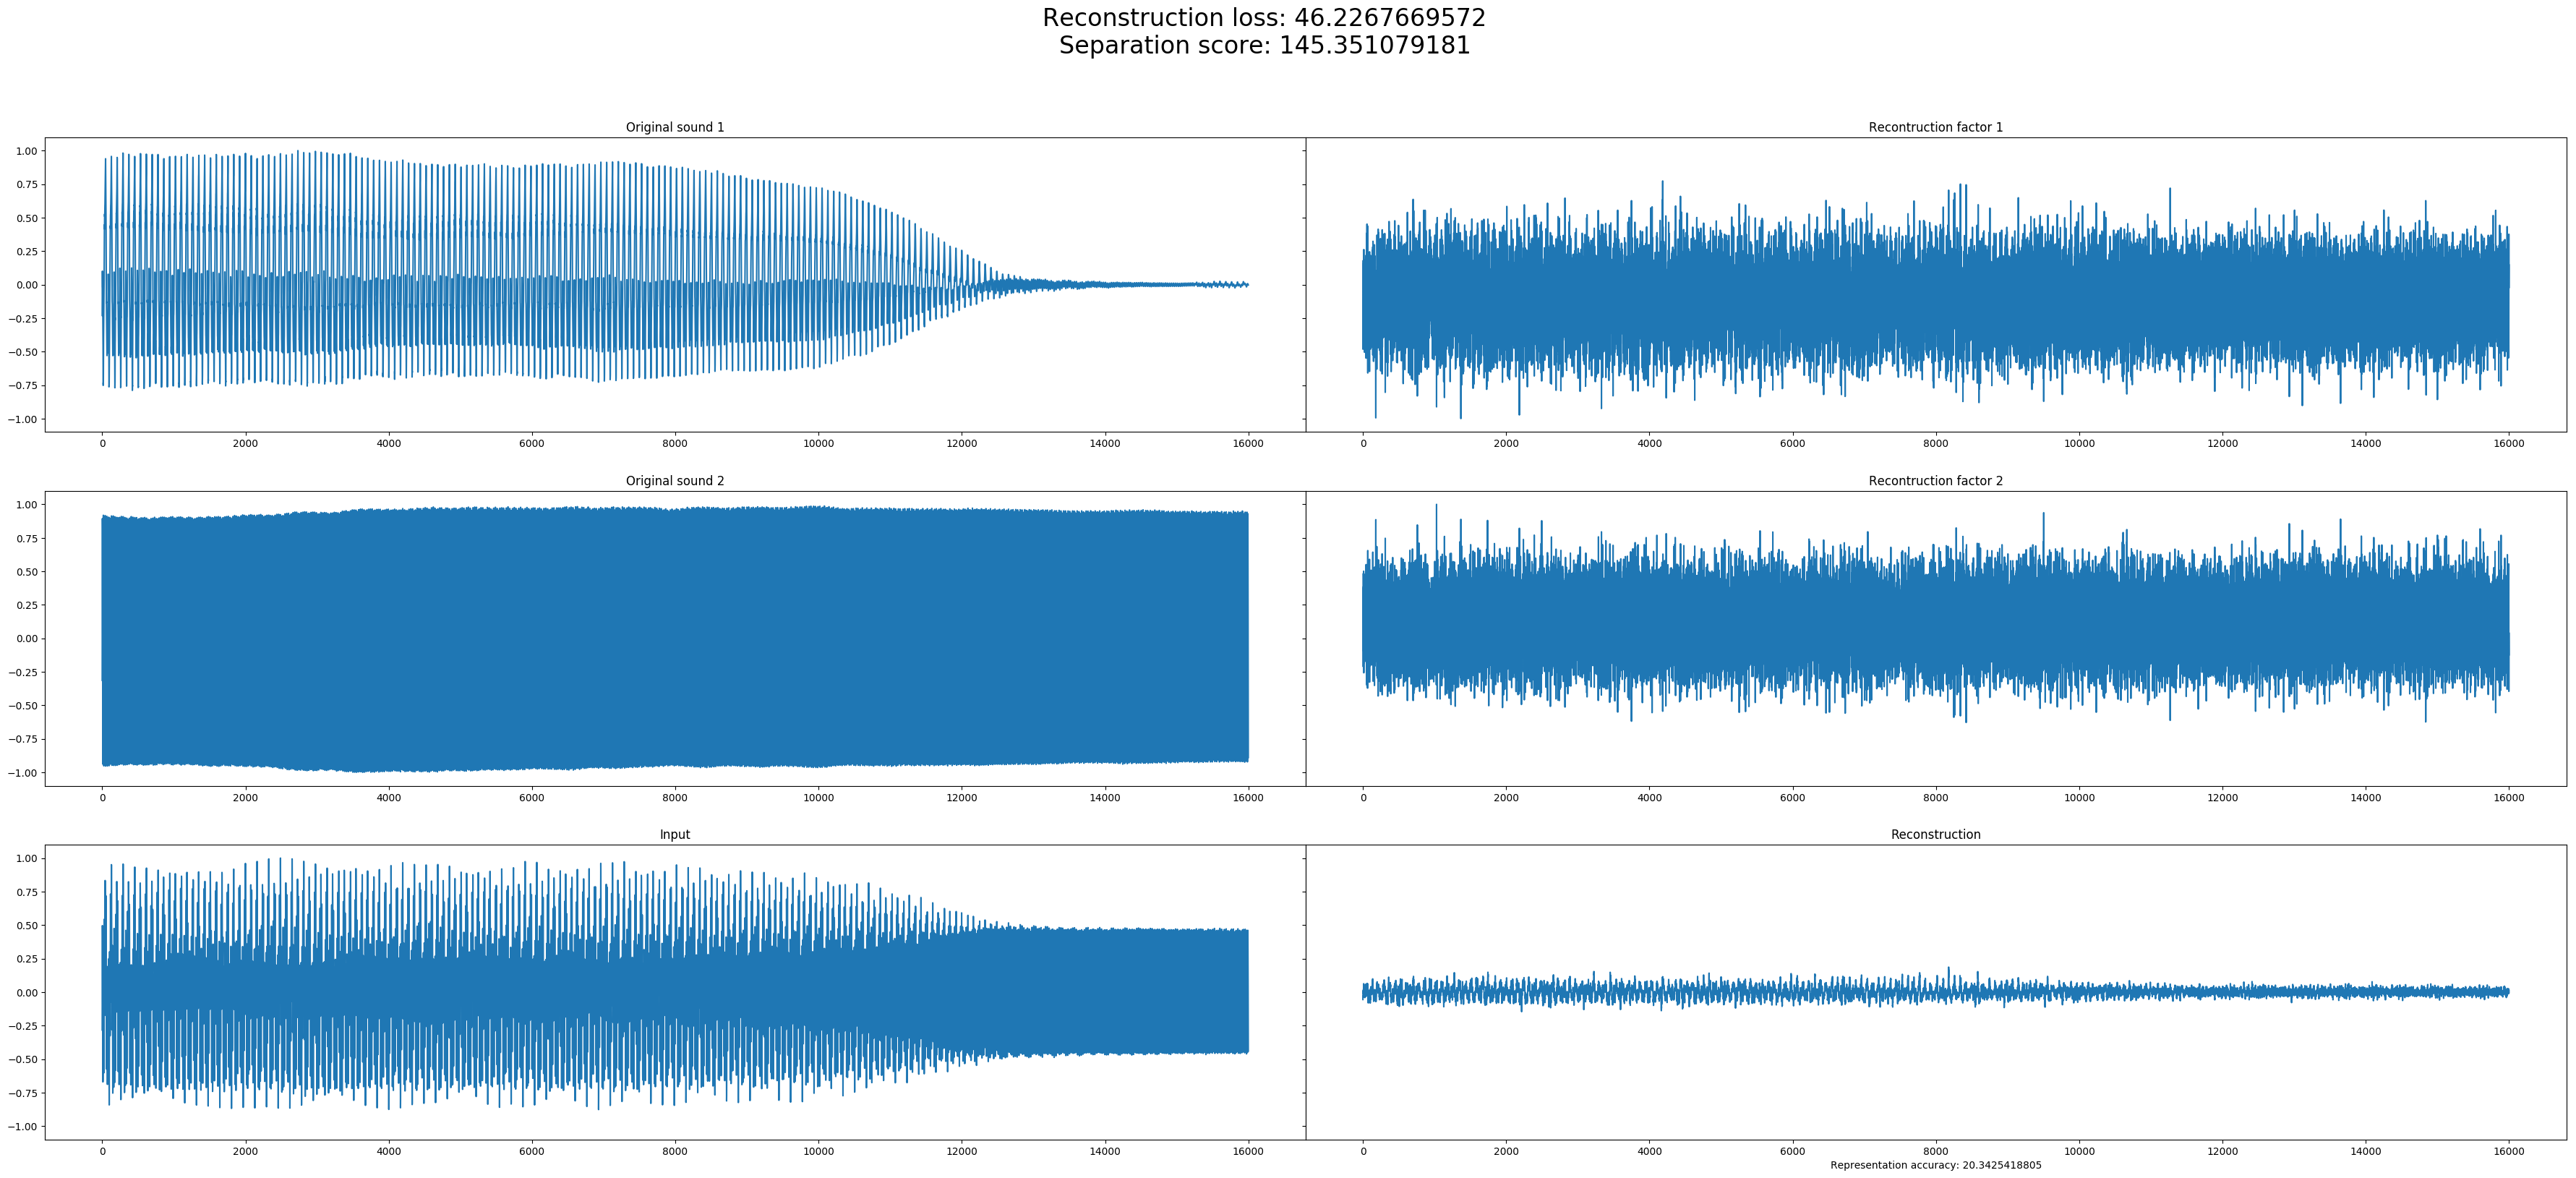 Reconstruction loss: 46.2267669572
Separation score: 145.351079181
Original sound 1
Recontruction factor 1
1.00
0.75
0.50
0.25
0.00
−0.25
−0.50
−0.75
−1.00
0 2000 4000 6000 8000 10000 12000 14000 16000
0 2000 4000 6000 8000 10000 12000 14000 16000
Original sound 2
Recontruction factor 2
1.00
0.75
0.50
0.25
0.00
−0.25
−0.50
−0.75
−1.00
0 2000 4000 6000 8000 10000 12000 14000 16000
0 2000 4000 6000 8000 10000 12000 14000 16000
Input
Reconstruction
1.00
0.75
0.50
0.25
0.00
−0.25
−0.50
−0.75
−1.00
0 2000 4000 6000 8000 10000 12000 14000 16000
0 2000 4000 6000 8000 10000 12000 14000 16000
Representation accuracy: 20.3425418805